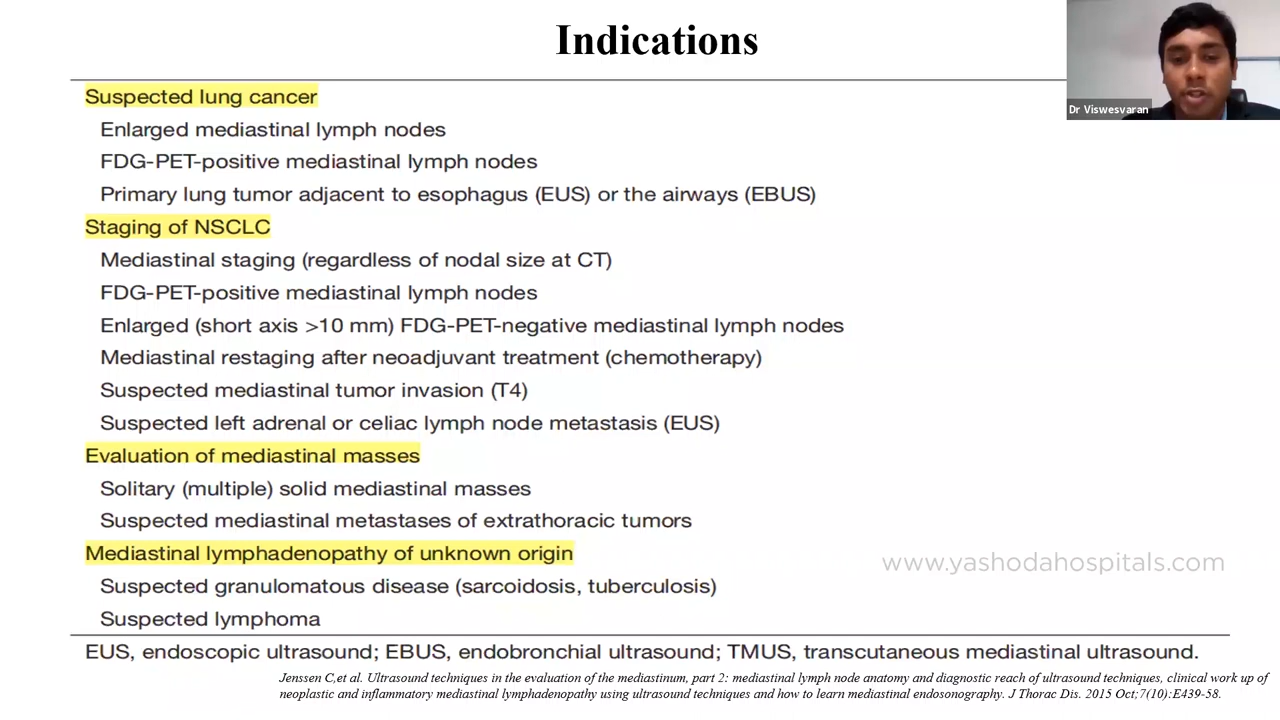 Indications
Dr Viswesvaran
Suspected lung cancer
Enlarged mediastinal lymph nodes
FDG-PET-positive mediastinal lymph nodes
Primary lung tumor adjacent to esophagus (EUS) or the airways (EBUS)
Staging of NSCLC
Mediastinal staging (regardless of nodal size at CT)
FDG-PET-positive mediastinal lymph nodes
Enlarged (short axis >10 mm) FDG-PET-negative mediastinal lymph nodes
Mediastinal restaging after neoadjuvant treatment (chemotherapy)
Suspected mediastinal tumor invasion (T4)
Suspected left adrenal or celiac lymph node metastasis (EUS)
Evaluation of mediastinal masses
Solitary (multiple) solid mediastinal masses
Suspected mediastinal metastases of extrathoracic tumors
Mediastinal lymphadenopathy of unknown origin
www.yashodahospitals.com
Suspected granulomatous disease (sarcoidosis, tuberculosis)
Suspected lymphoma
EUS, endoscopic ultrasound; EBUS, endobronchial ultrasound; TMUS, transcutaneous mediastinal ultrasound.
Jenssen C,et al. Ultrasound techniques in the evaluation of the mediastinum, part 2: mediastinal lymph node anatomy and diagnostic reach of ultrasound techniques, clinical work up of
neoplastic and inflammatory mediastinal lymphadenopathy using ultrasound techniques and how to learn mediastinal endosonography. J Thorac Dis. 2015 Oct;7(10):E439-58.